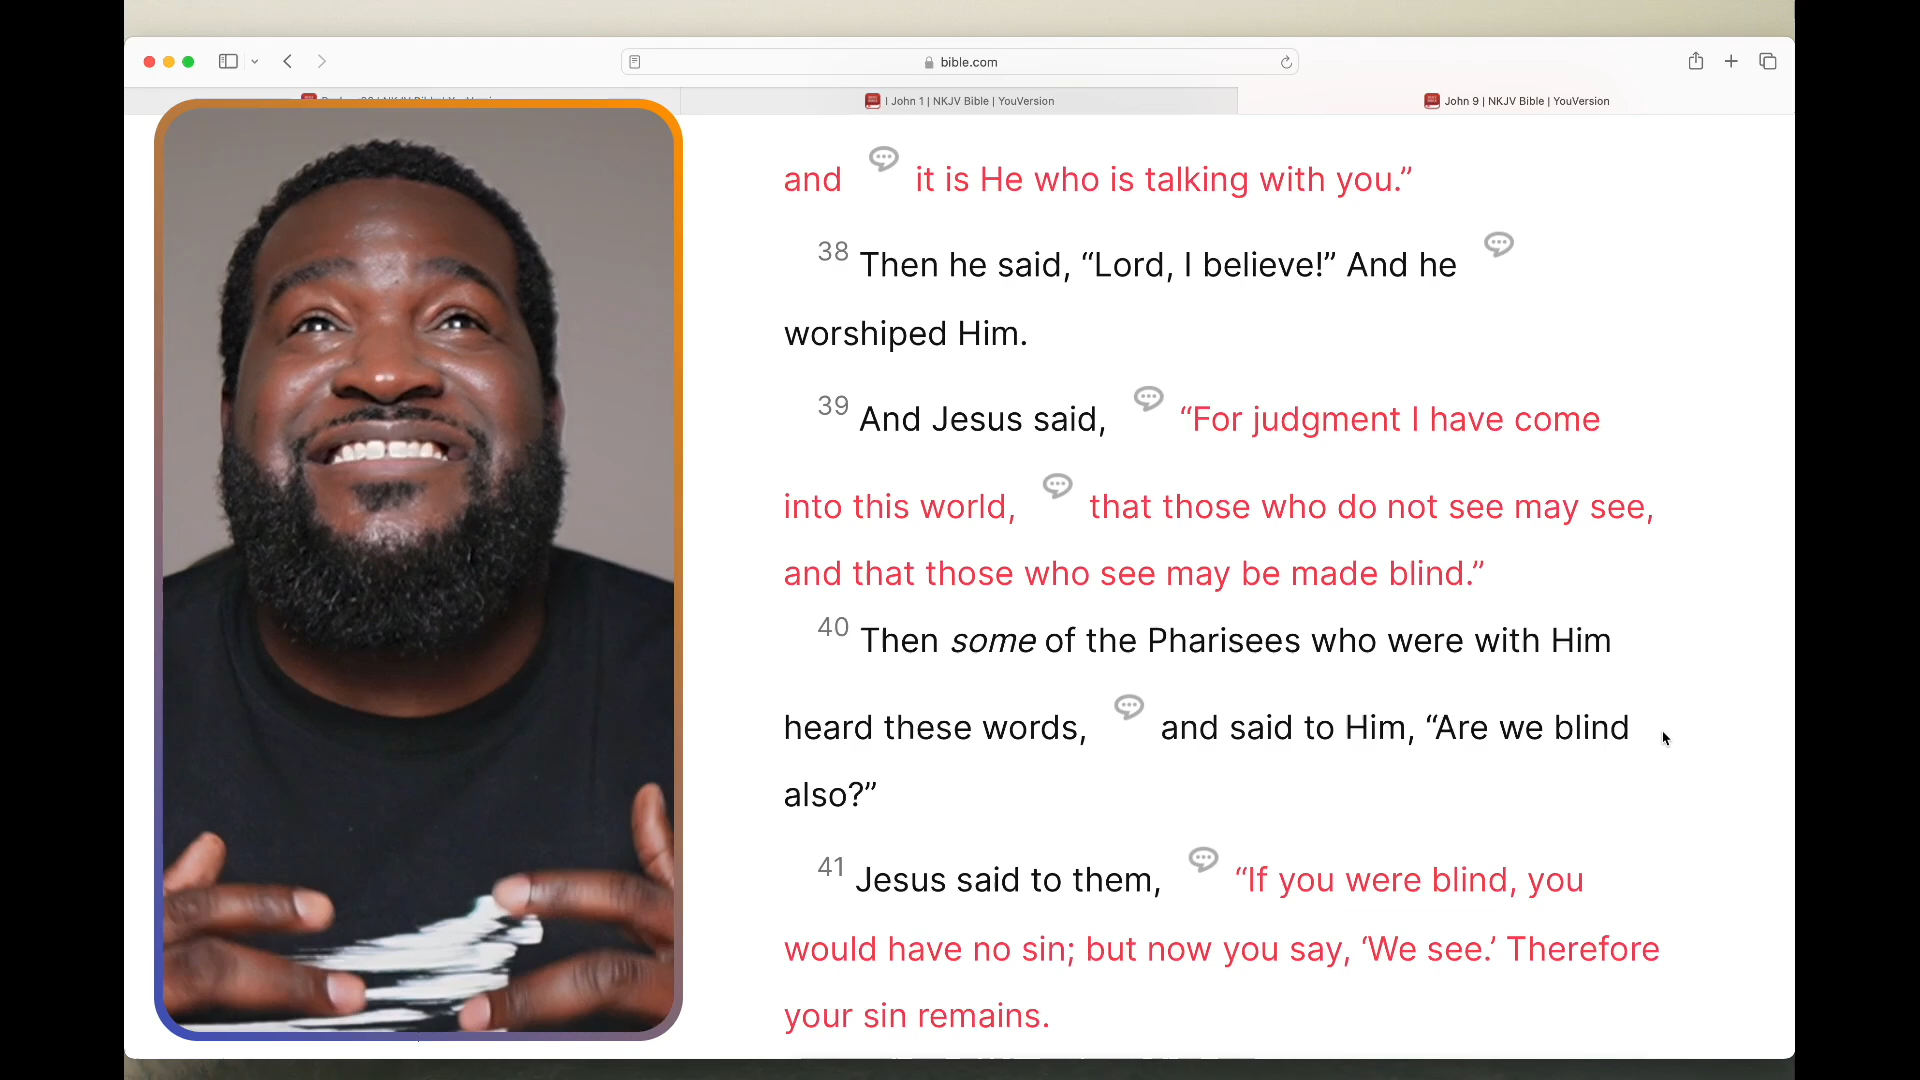 bible.com
I John 1 | NKJV Bible | YouVersion
John 9 | NKJV Bible | YouVersion
and it is He who is talking with you.”
38 Then he said, “Lord, I believe!” And he
worshiped Him.
39 And Jesus said, “For judgment I have come
into this world, that those who do not see may see,
and that those who see may be made blind.”
40 Then some of the Pharisees who were with Him
heard these words, and said to Him, “Are we blind
also?”
41 Jesus said to them, “If you were blind, you
would have no sin; but now you say, ‘We see.’ Therefore
your sin remains.